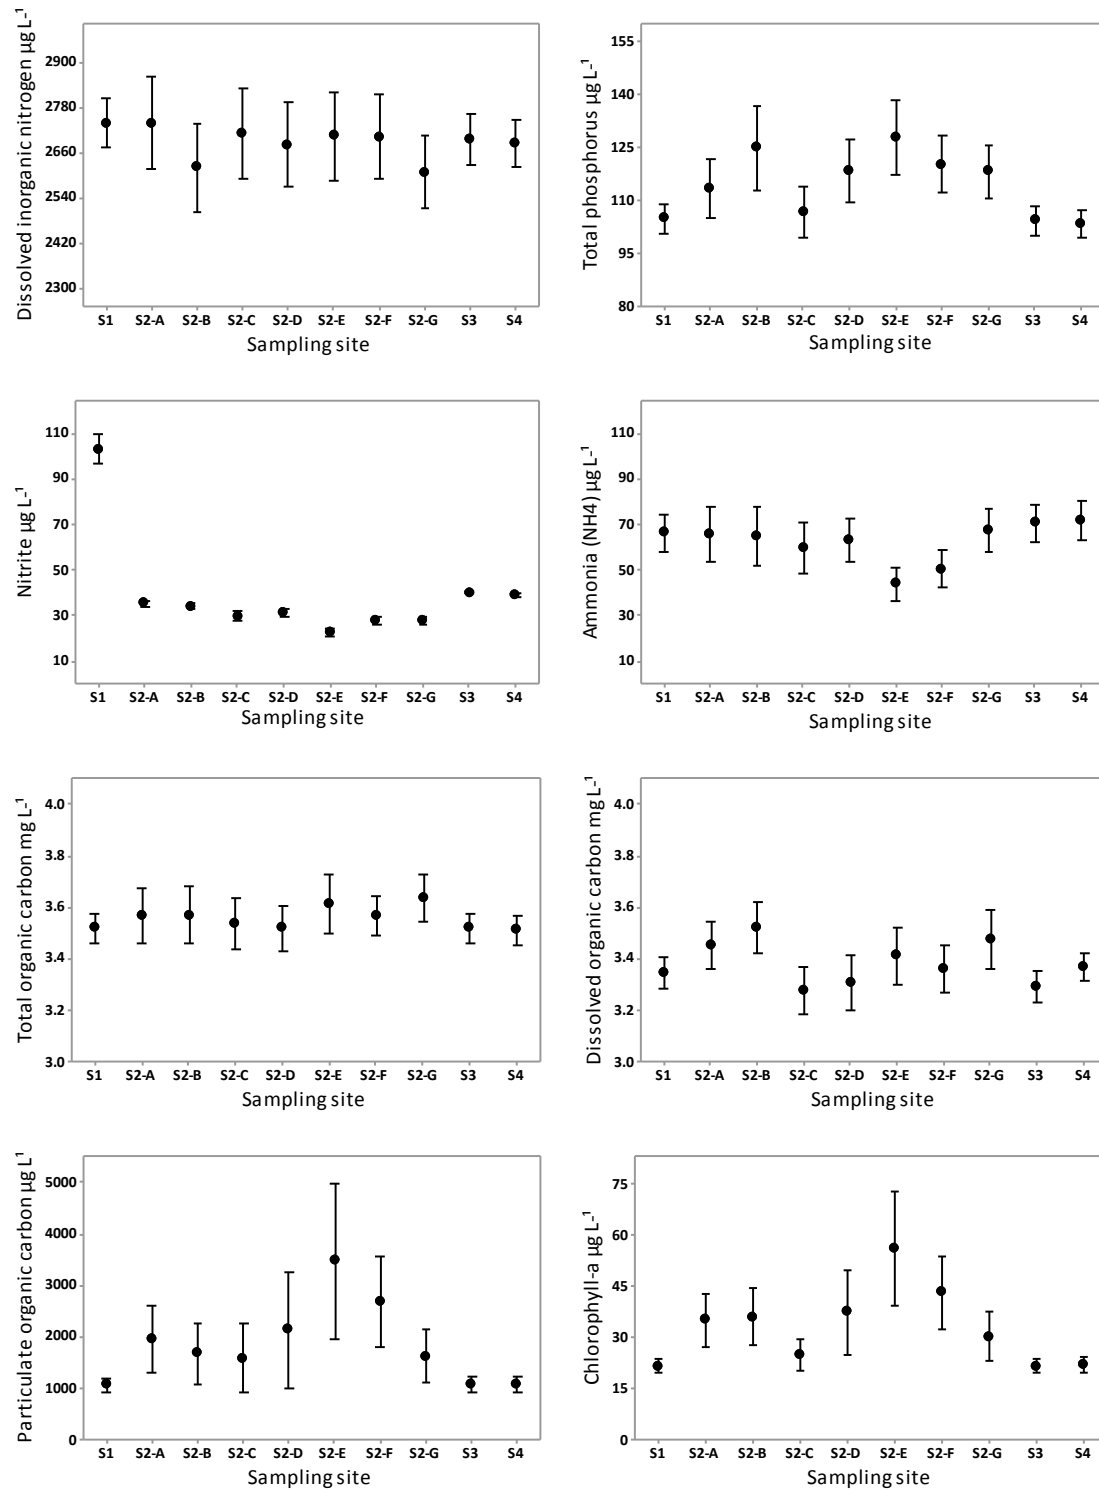 Dissolved inorganic nitrogen µg L-¹
2900
2780
2660
2540
2420
2300
S1 S2-A S2-B S2-C S2-D S2-E S2-F S2-G S3 S4
Sampling site
Total phosphorus µg L-¹
155
140
125
110
95
80
S1 S2-A S2-B S2-C S2-D S2-E S2-F S2-G S3 S4
Sampling site
Nitrite µg L-¹
110
90
70
50
30
10
S1 S2-A S2-B S2-C S2-D S2-E S2-F S2-G S3 S4
Sampling site
Ammonia (NH4) µg L-¹
110
90
70
50
30
10
S1 S2-A S2-B S2-C S2-D S2-E S2-F S2-G S3 S4
Sampling site
Total organic carbon mg L-¹
4.0
3.8
3.6
3.4
3.2
3.0
S1 S2-A S2-B S2-C S2-D S2-E S2-F S2-G S3 S4
Sampling site
Dissolved organic carbon mg L-¹
4.0
3.8
3.6
3.4
3.2
3.0
S1 S2-A S2-B S2-C S2-D S2-E S2-F S2-G S3 S4
Sampling site
Particulate organic carbon µg L¹
5000
4000
3000
2000
1000
0
S1 S2-A S2-B S2-C S2-D S2-E S2-F S2-G S3 S4
Sampling site
Chlorophyll-a µg L-¹
75
60
45
30
15
0
S1 S2-A S2-B S2-C S2-D S2-E S2-F S2-G S3 S4
Sampling site